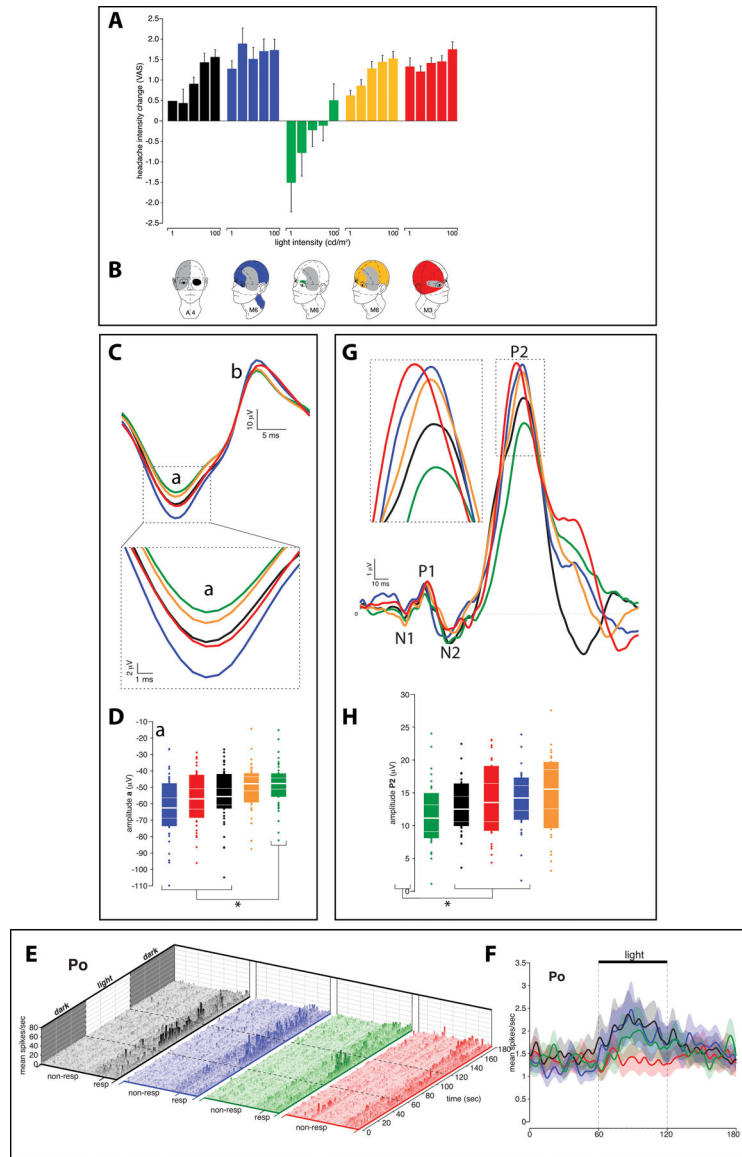 A
headache intensity change (VAS)
2.5
2.0
1.5
1.0
0.5
0
-0.5
-1.0
-1.5
-2.0
-2.5
1 100 1 100 1 100 1 100 1 100
light intensity (cd/m²)
B
A 4 M6 M6 M6 M3
C
b
10 µV
5 ms
a
a
2 µV
1 ms
D
a
amplitude a (µV)
-10
-20
-30
-40
-50
-60
-70
-80
-90
-100
-110
*
G
P2
1 µV
10 ms
P1
0
N1
N2
H
amplitude P2 (µV)
30
25
20
15
10
5
0
*
E
Po
dark
light
dark
mean spikes/sec
80
60
40
20
0
non-resp
resp
non-resp
resp
non-resp
resp
non-resp
0
20
40
60
80
100
120
140
160
180
time (sec)
F
Po
light
mean spikes/sec
3.5
3
2.5
2
1.5
1
0.5
0
0 60 120 180